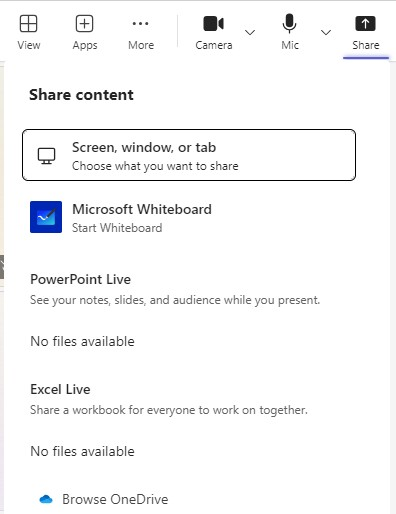 View
Apps
More
Camera
Mic
Share
Share content
Screen, window, or tab
Choose what you want to share
Microsoft Whiteboard
Start Whiteboard
PowerPoint Live
See your notes, slides, and audience while you present.
No files available
Excel Live
Share a workbook for everyone to work on together.
No files available
Browse OneDrive